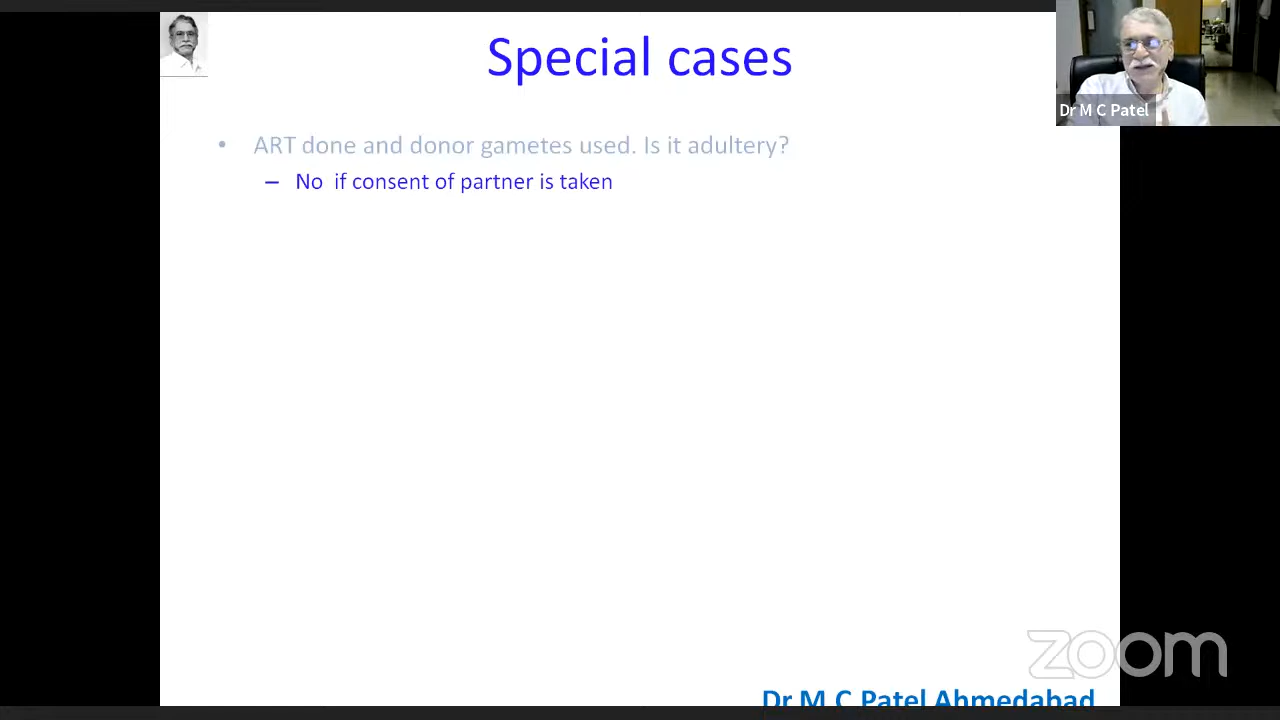 Special cases
Dr M C Patel
• ART done and donor gametes used. Is it adultery?
– No if consent of partner is taken
zoom
Dr M C Patel Ahmedabad